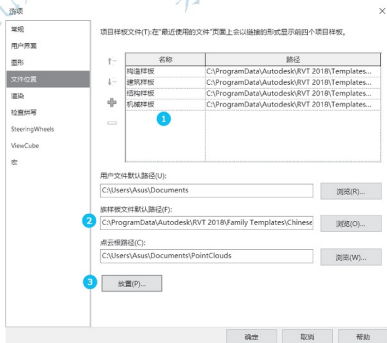 选项
常规
用户界面
图形
文件位置
渲染
检查拼写
SteeringWheels
ViewCube
宏
项目样板文件(T):在“最近使用的文件”页面上会以链接的形式显示前四个项目样板。
名称 路径
构造样板 C:\ProgramData\Autodesk\RVT 2018\Templates...
建筑样板 C:\ProgramData\Autodesk\RVT 2018\Templates...
结构样板 C:\ProgramData\Autodesk\RVT 2018\Templates...
机械样板 C:\ProgramData\Autodesk\RVT 2018\Templates...
1
用户文件默认路径(U):
C:\Users\Asus\Documents 浏览(R)...
族样板文件默认路径(F):
2 C:\ProgramData\Autodesk\RVT 2018\Family Templates\Chinese 浏览(O)...
点云根路径(C):
C:\Users\Asus\Documents\PointClouds 浏览(W)...
3 放置(P)...
确定 取消 帮助